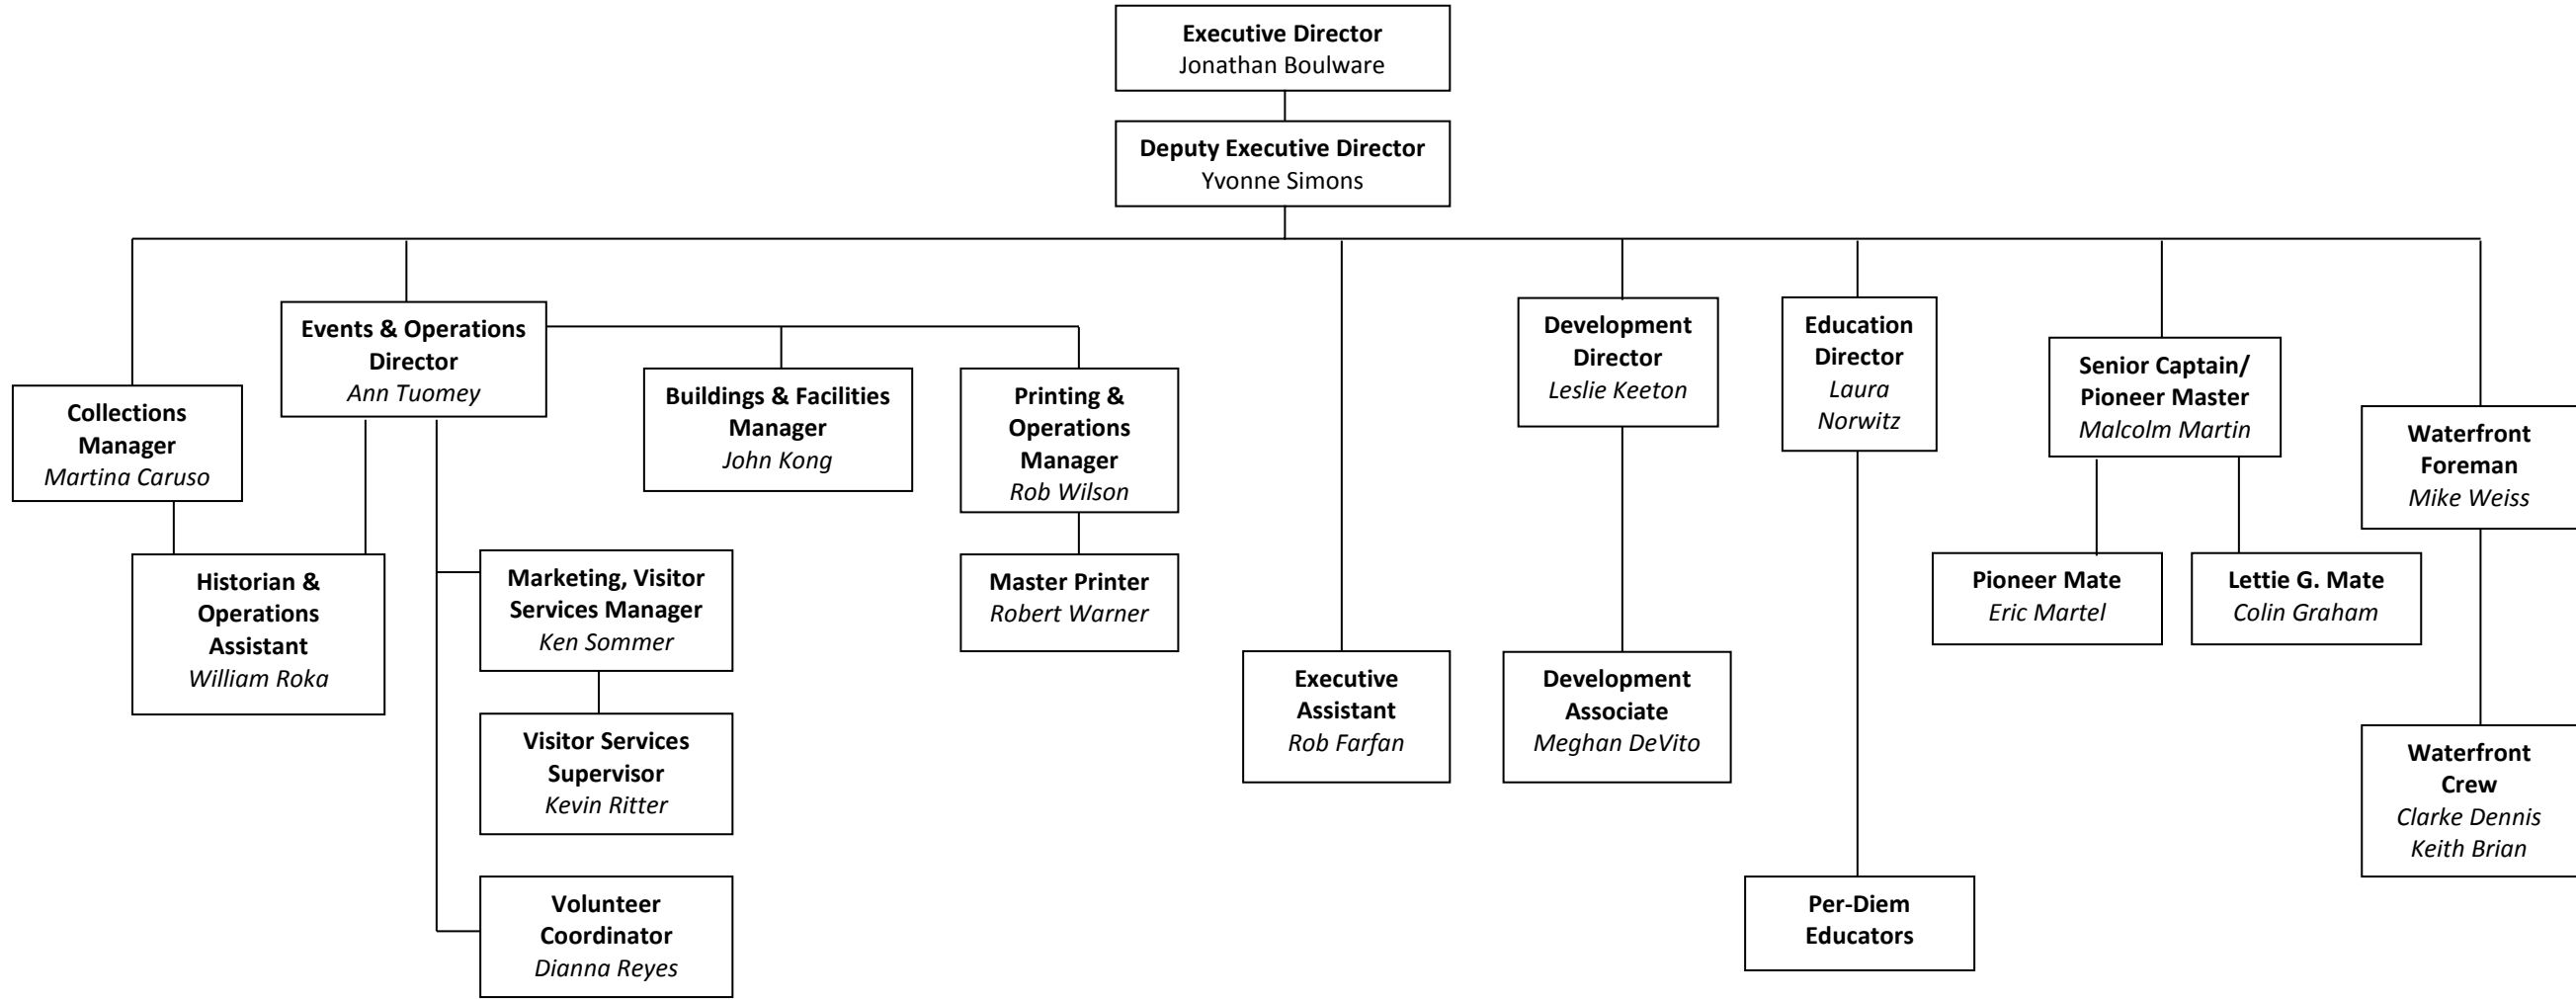 Executive Director
Jonathan Boulware
Deputy Executive Director
Yvonne Simons
Collections
Manager
Martina Caruso
Events & Operations
Director
Ann Tuomey
Buildings & Facilities
Manager
John Kong
Printing &
Operations
Manager
Rob Wilson
Development
Director
Leslie Keeton
Education
Director
Laura
Norwitz
Senior Captain/
Pioneer Master
Malcolm Martin
Waterfront
Foreman
Mike Weiss
Historian &
Operations
Assistant
William Roka
Marketing, Visitor
Services Manager
Ken Sommer
Master Printer
Robert Warner
Pioneer Mate
Eric Martel
Lettie G. Mate
Colin Graham
Visitor Services
Supervisor
Kevin Ritter
Executive
Assistant
Rob Farfan
Development
Associate
Meghan DeVito
Waterfront
Crew
Clarke Dennis
Keith Brian
Volunteer
Coordinator
Dianna Reyes
Per-Diem
Educators